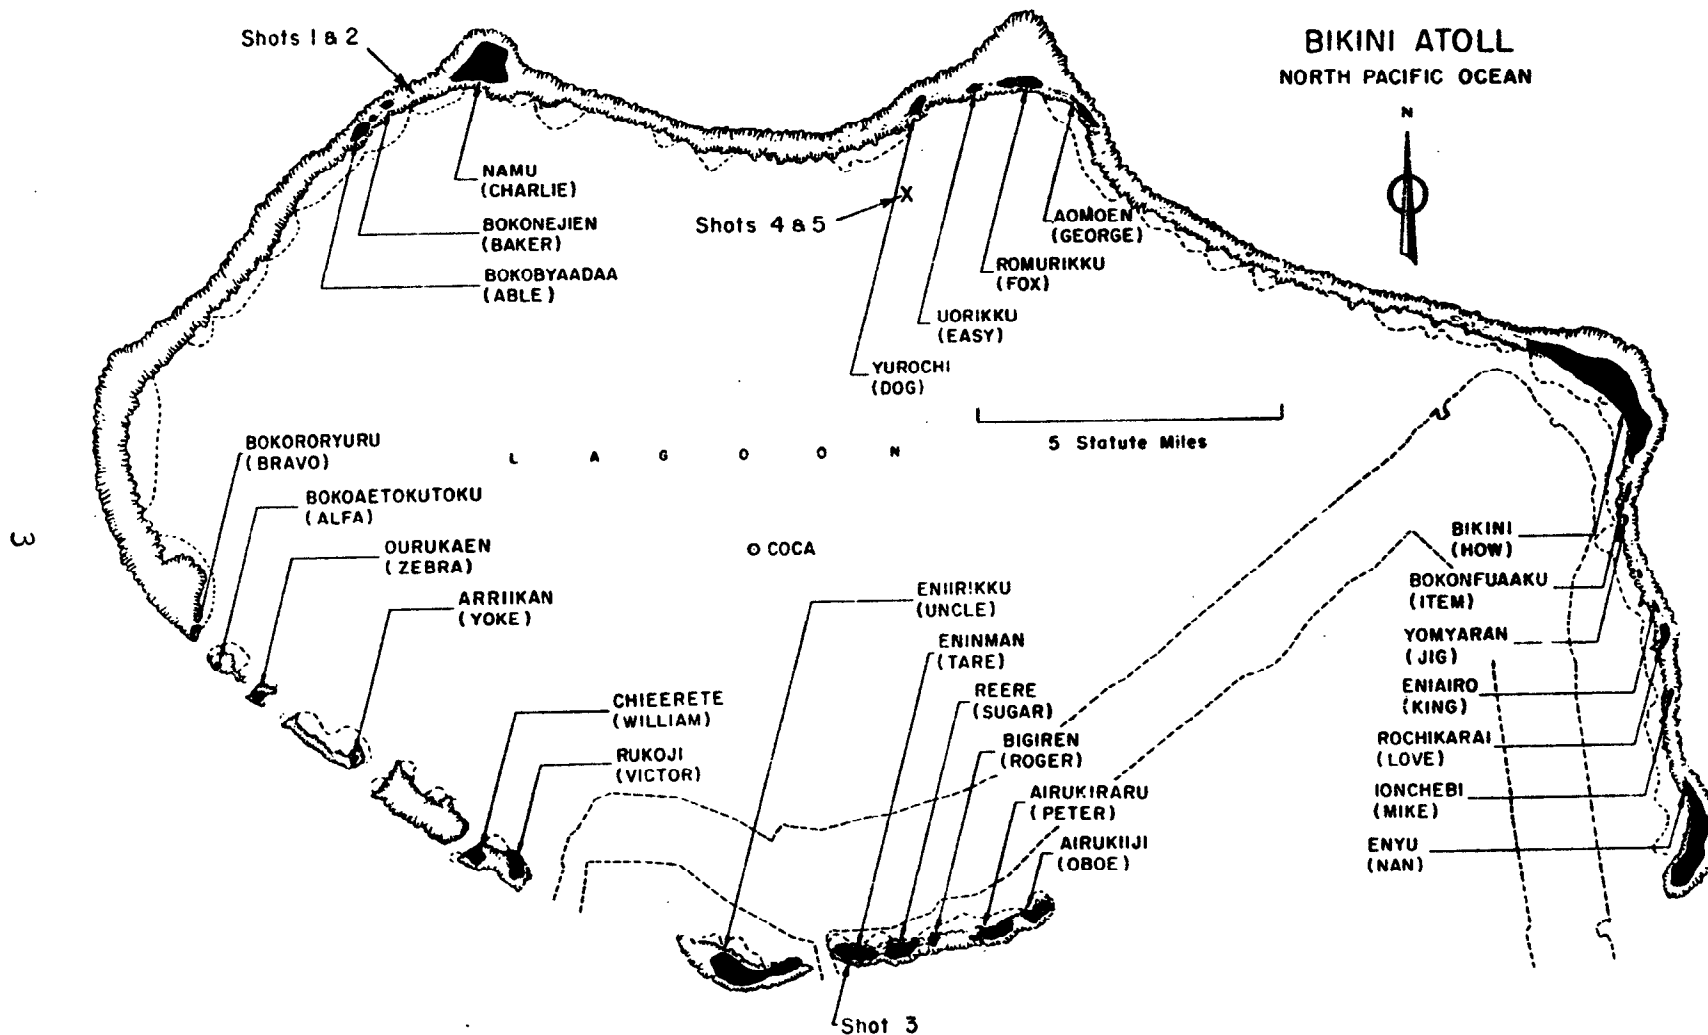 Shots 1 & 2
BIKINI ATOLL
NORTH PACIFIC OCEAN
N
NAMU
(CHARLIE)
BOKONEJIEN
(BAKER)
BOKOBYAADAA
(ABLE)
Shots 4 & 5
X
AOMOEN
(GEORGE)
ROMURIKKU
(FOX)
UORIKKU
(EASY)
YUROCHI
(DOG)
5 Statute Miles
LAGOON
BOKORORYURU
(BRAVO)
BOKOAETOKUTOKU
(ALFA)
OURUKAEN
(ZEBRA)
ARRIIKAN
(YOKE)
COCA
ENIIRIKKU
(UNCLE)
ENINMAN
(TARE)
REERE
(SUGAR)
BIGIREN
(ROGER)
AIRUKIRARU
(PETER)
AIRUKIIJI
(OBOE)
CHIEERETE
(WILLIAM)
RUKOJI
(VICTOR)
BIKINI
(HOW)
BOKONFUAAKU
(ITEM)
YOMYARAN
(JIG)
ENIAIRO
(KING)
ROCHIKARAI
(LOVE)
IONCHEBI
(MIKE)
ENYU
(NAN)
Shot 3
3